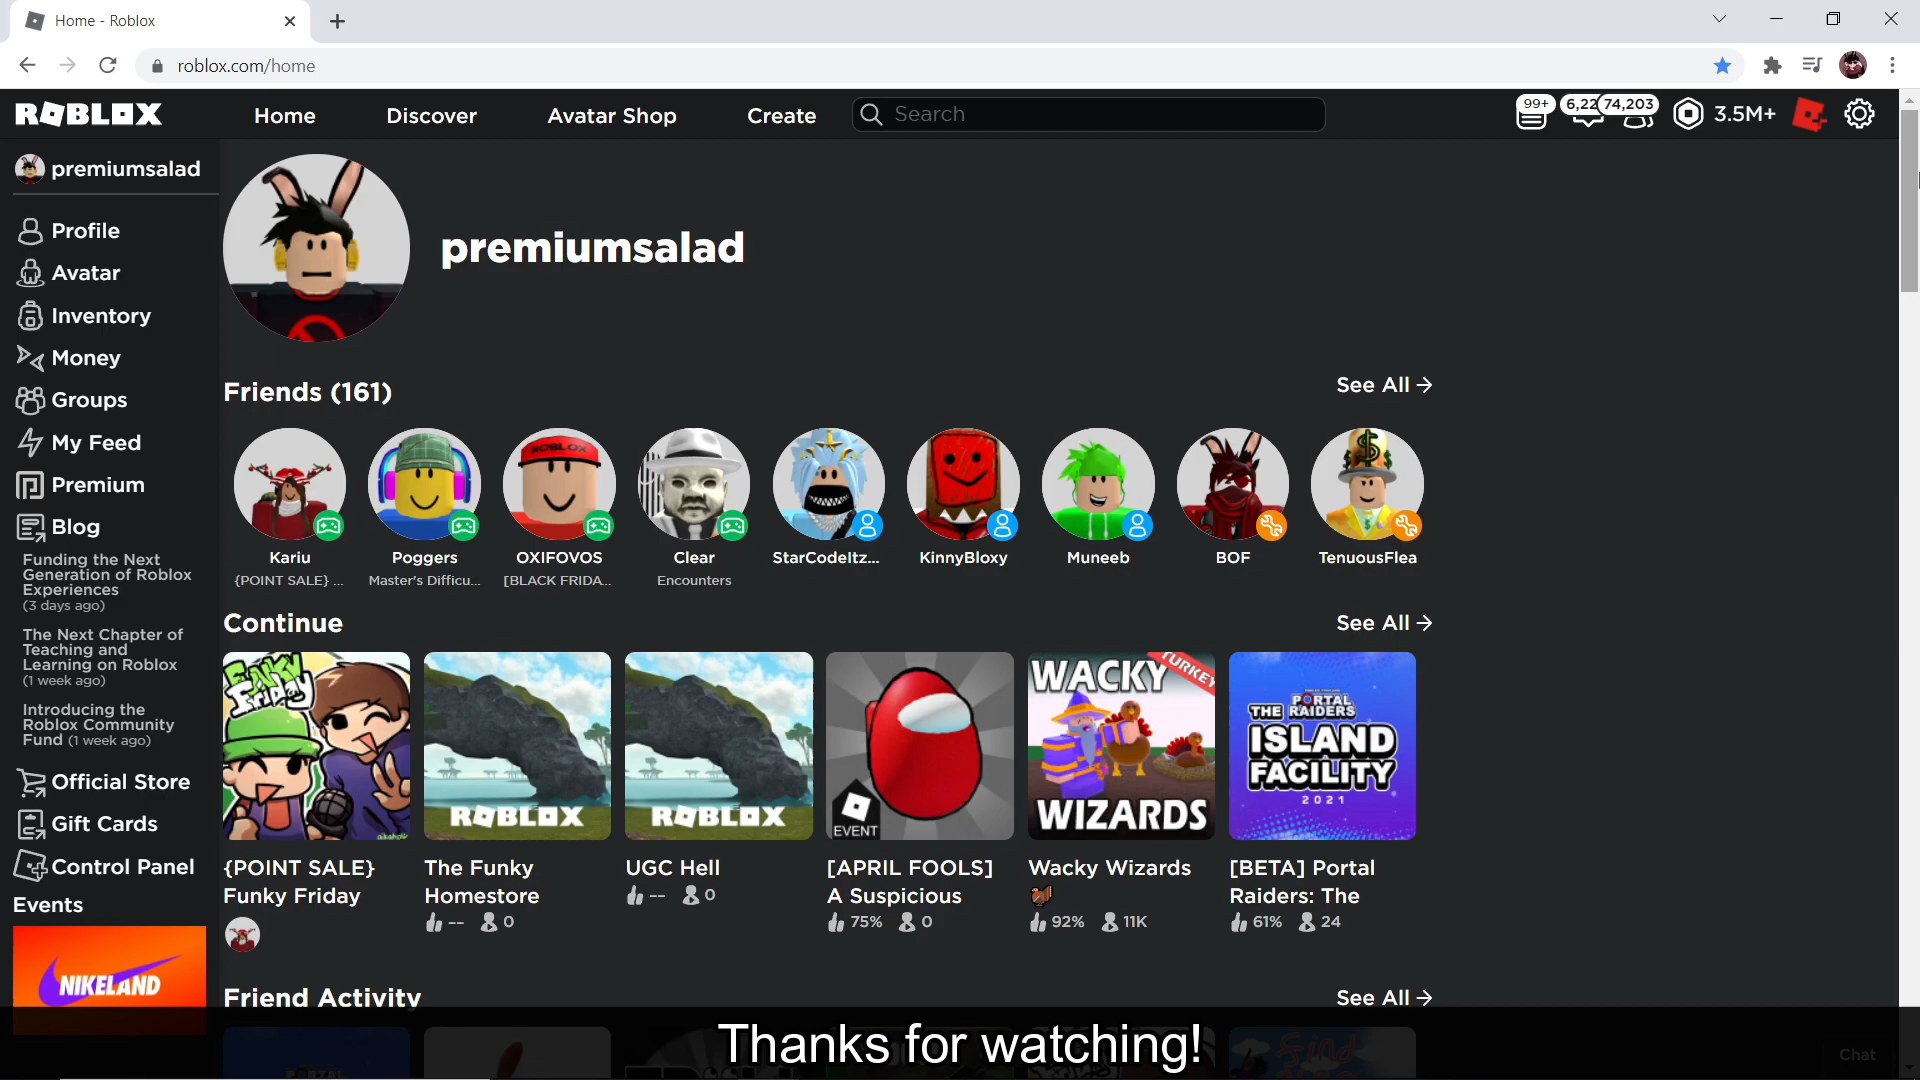 Home - Roblox
roblox.com/home
ROBLOX
Home
Discover
Avatar Shop
Create
Search
99+
6,22
74,203
3.5M+
premiumsalad
Profile
Avatar
Inventory
Money
Groups
My Feed
Premium
Blog
Funding the Next
Generation of Roblox
Experiences
(3 days ago)
The Next Chapter of
Teaching and
Learning on Roblox
(1 week ago)
Introducing the
Roblox Community
Fund (1 week ago)
Official Store
Gift Cards
Control Panel
Events
NIKELAND
premiumsalad
Friends (161)
See All
ROBLOX
Kariu
Poggers
OXIFOVOS
Clear
StarCodeItz...
KinnyBloxy
Muneeb
BOF
TenuousFlea
{POINT SALE} ...
Master's Difficu...
[BLACK FRIDA...
Encounters
Continue
See All
Funky
Friday
ROBLOX
ROBLOX
EVENT
WACKY
TURKEY
WIZARDS
PORTAL
RAIDERS
THE
ISLAND
FACILITY
2021
{POINT SALE}
Funky Friday
The Funky
Homestore
-- 0
UGC Hell
-- 0
[APRIL FOOLS]
A Suspicious
75% 0
Wacky Wizards
92% 11K
[BETA] Portal
Raiders: The
61% 24
Friend Activity
See All
Thanks for watching!
Chat